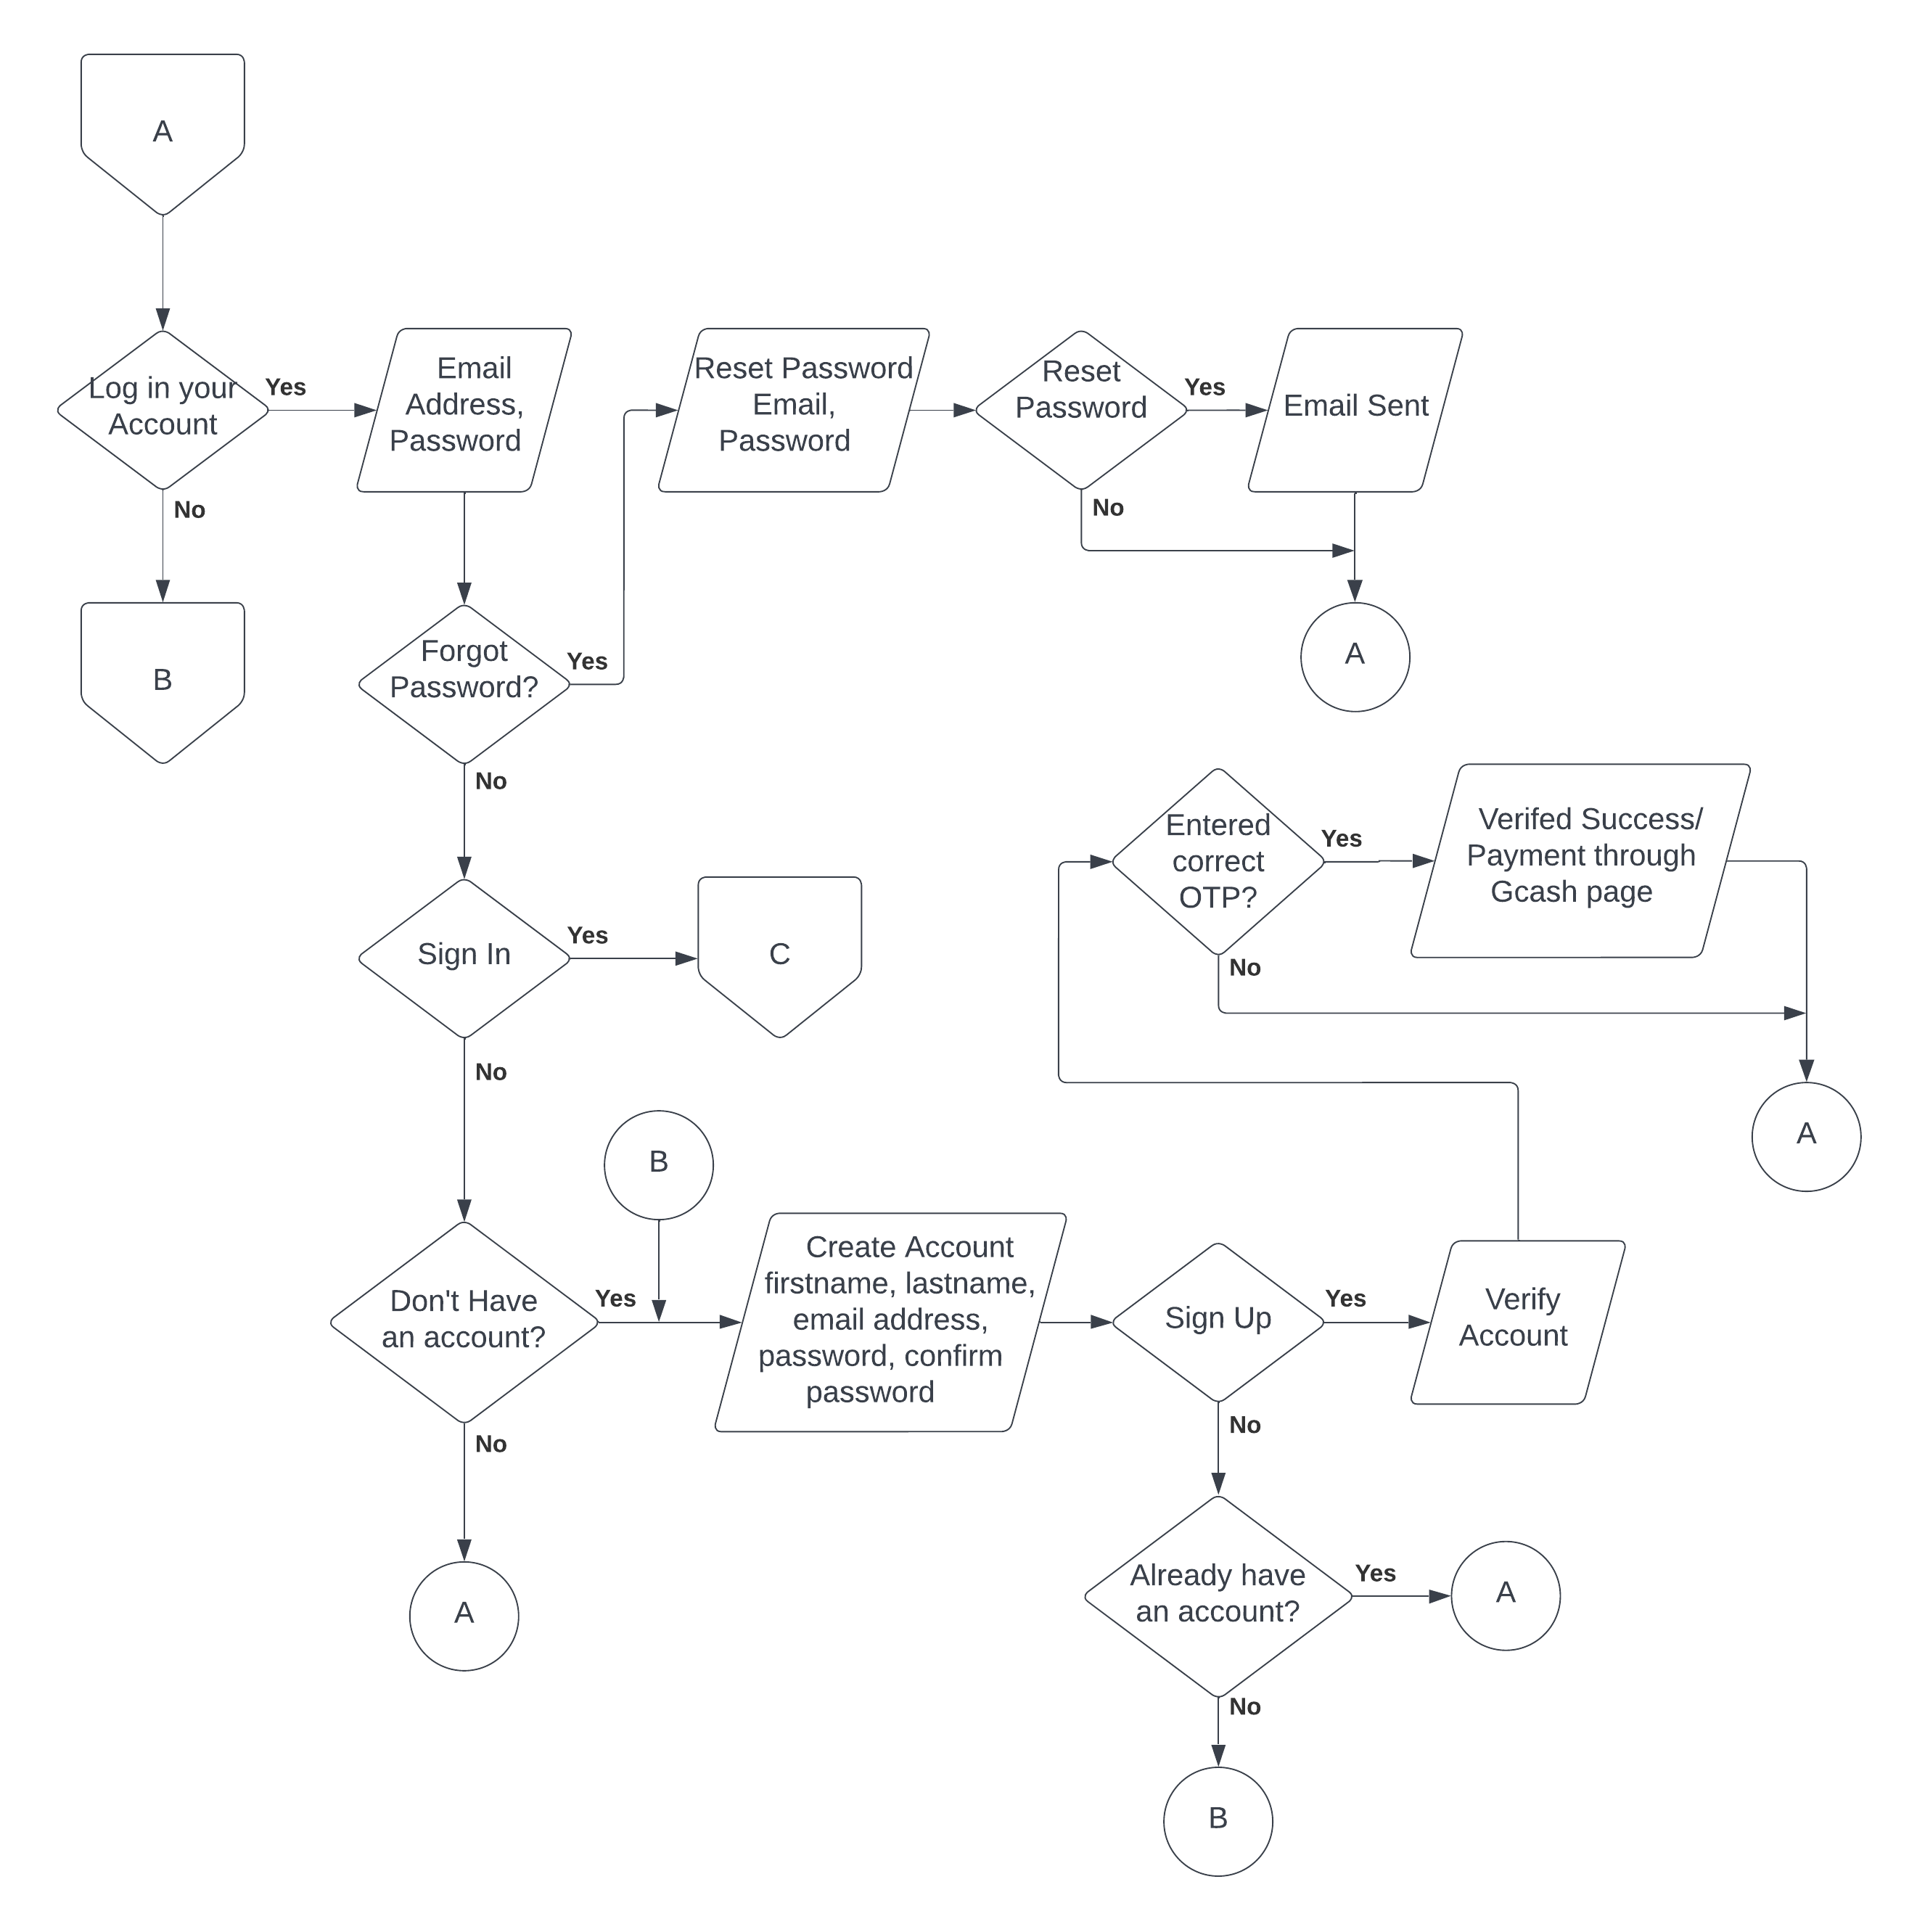 A
Log in your
Account
Yes
No
B
Email
Address,
Password
Forgot
Password?
Yes
No
Reset Password
Email,
Password
Reset
Password
Yes
No
Email Sent
A
Sign In
Yes
No
C
Entered
correct
OTP?
Yes
No
Verifed Success/
Payment through
Gcash page
A
B
Don't Have
an account?
Yes
No
A
Create Account
firstname, lastname,
email address,
password, confirm
password
Sign Up
Yes
No
Verify
Account
Already have
an account?
Yes
No
A
B